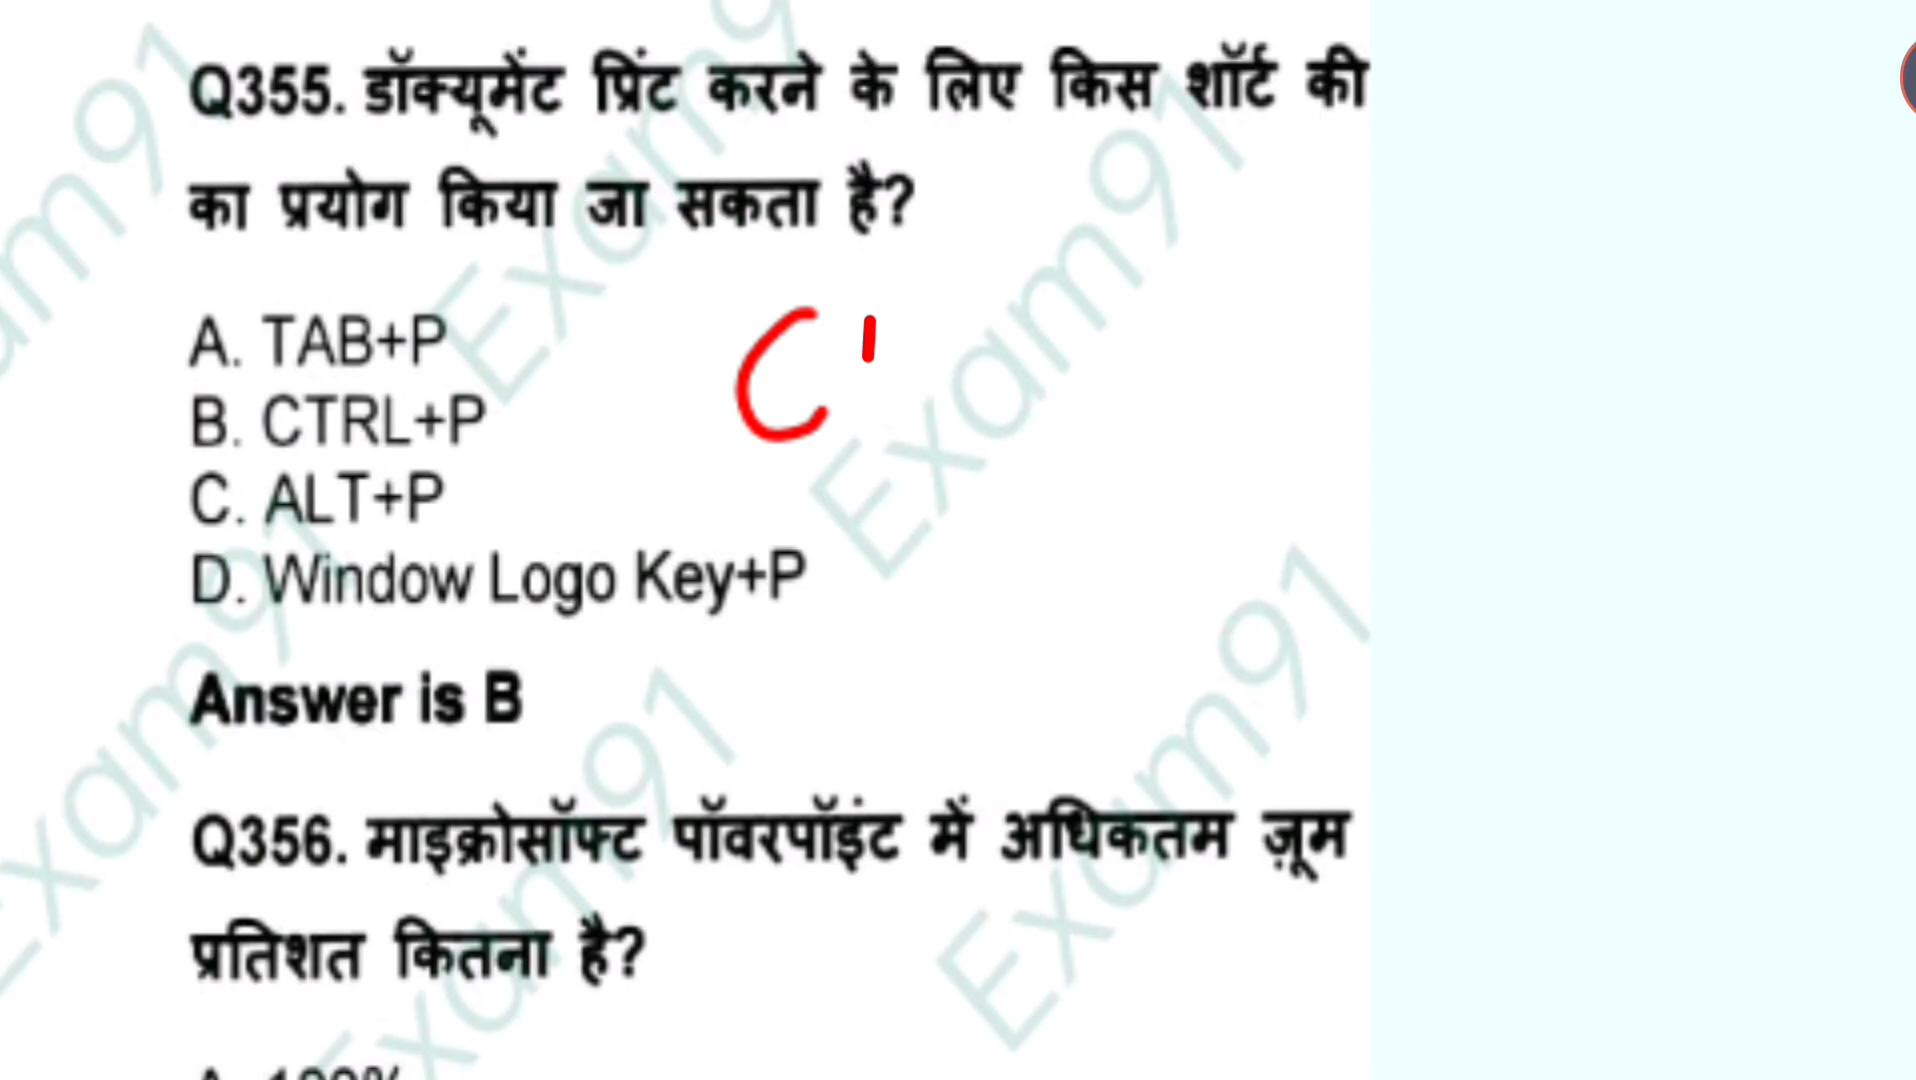 Q355. डॉक्यूमेंट प्रिंट करने के लिए किस शॉर्ट की
का प्रयोग किया जा सकता है?
A. TAB+P
B. CTRL+P
C. ALT+P
D. Window Logo Key+P
C
Answer is B
Q356. माइक्रोसॉफ्ट पॉवरपॉइंट में अधिकतम ज़ूम
प्रतिशत कितना है?
Exam91